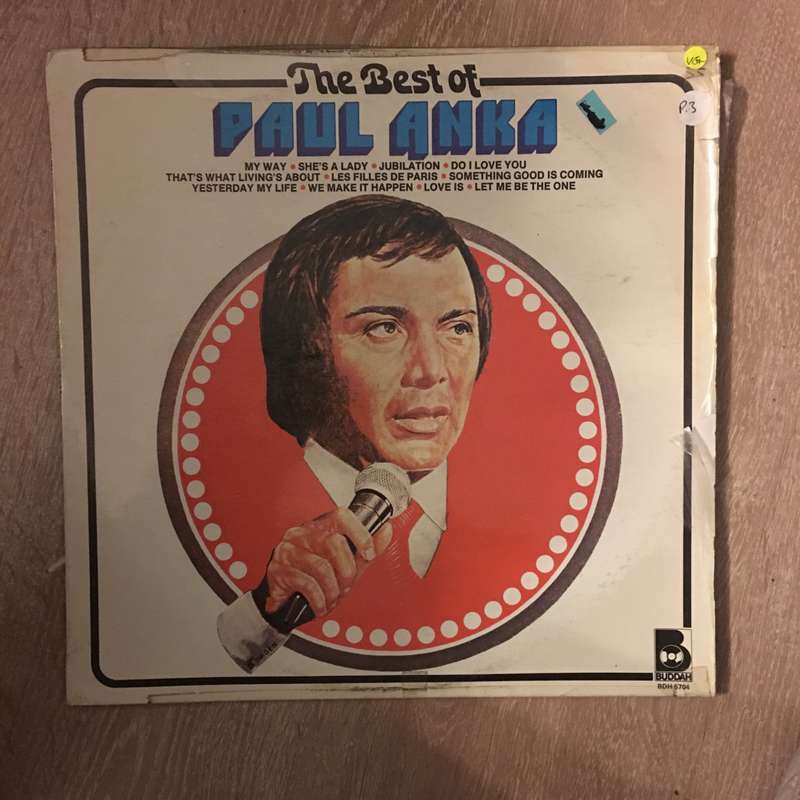 The Best of
PAUL ANKA
MY WAY • SHE'S A LADY • JUBILATION • DO I LOVE YOU
THAT'S WHAT LIVING'S ABOUT • LES FILLES DE PARIS • SOMETHING GOOD IS COMING
YESTERDAY MY LIFE • WE MAKE IT HAPPEN • LOVE IS • LET ME BE THE ONE
VG+
P.3
B
BUDDAH
BDH 5704